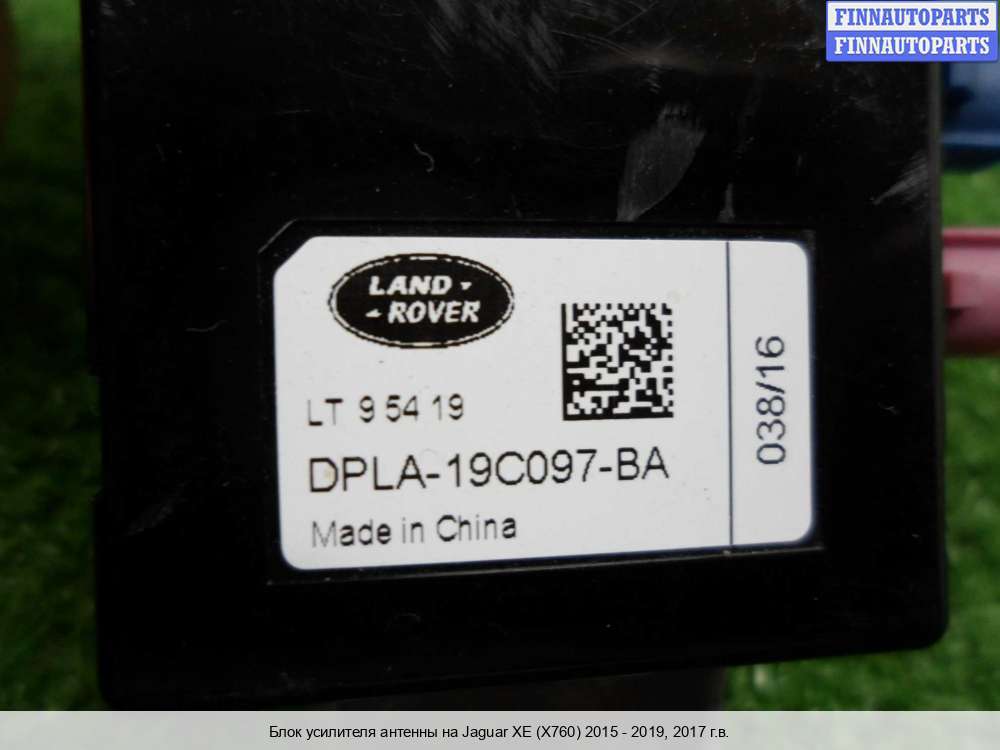 FINNAUTOPARTS
FINNAUTOPARTS
LAND
ROVER
LT 9 54 19
DPLA-19C097-BA
Made in China
038/16
Блок усилителя антенны на Jaguar XE (X760) 2015 - 2019, 2017 г.в.